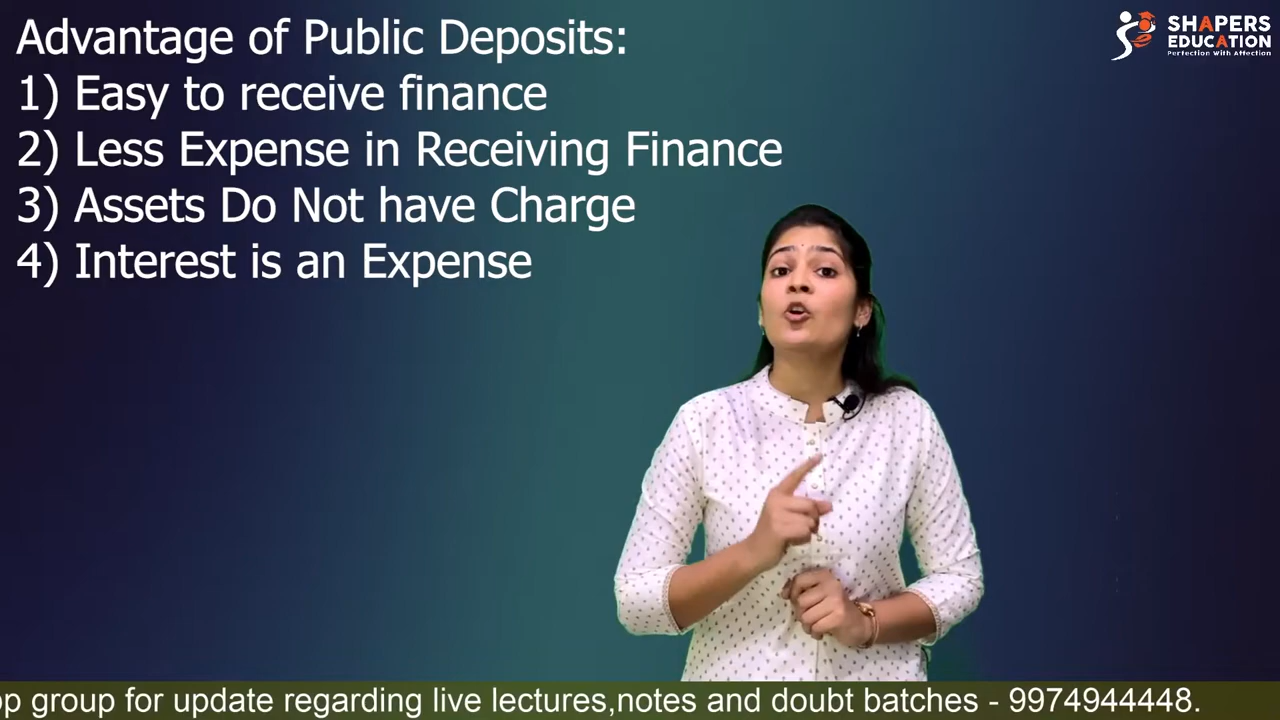 Advantage of Public Deposits:
1) Easy to receive finance
2) Less Expense in Receiving Finance
3) Assets Do Not have Charge
4) Interest is an Expense
SHAPERS
EDUCATION
Perfection With Affection
op group for update regarding live lectures,notes and doubt batches - 9974944448.